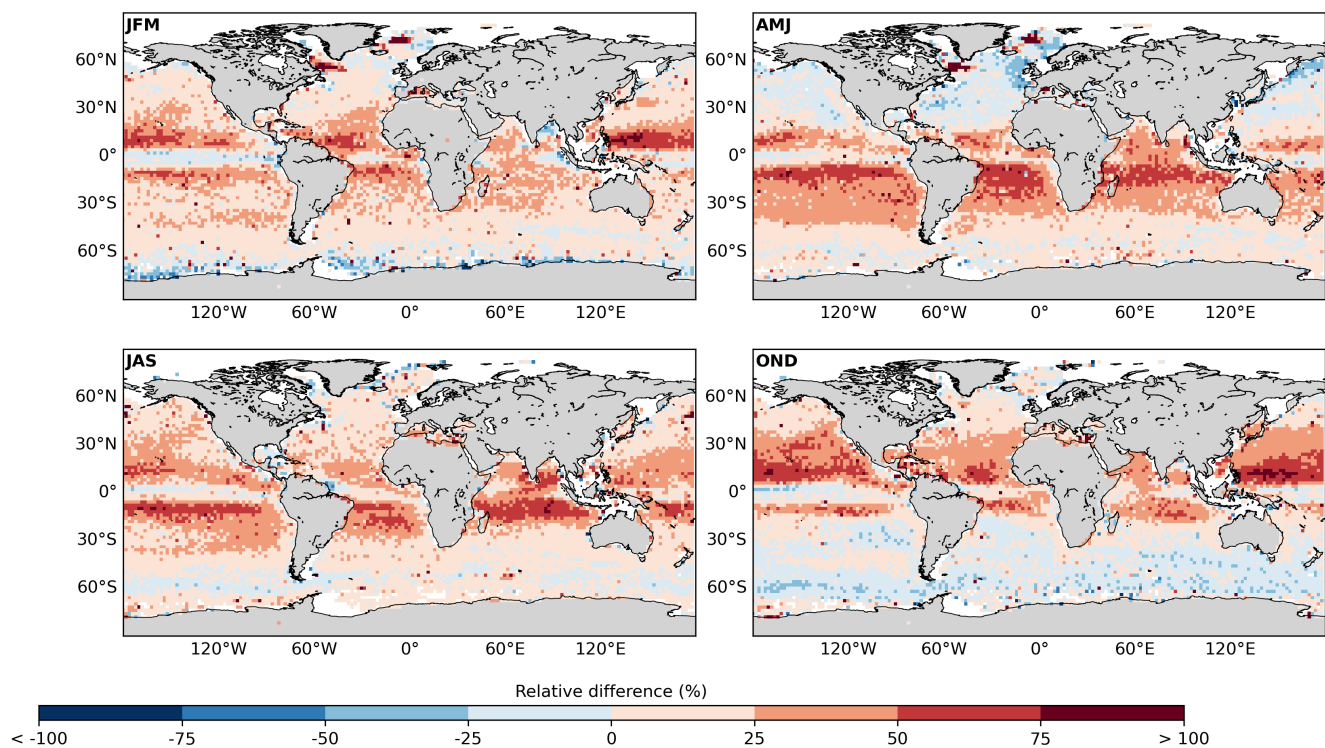 JFM
AMJ
60°N
30°N
0°
30°S
60°S
60°N
30°N
0°
30°S
60°S
120°W
60°W
0°
60°E
120°E
120°W
60°W
0°
60°E
120°E
JAS
OND
60°N
30°N
0°
30°S
60°S
60°N
30°N
0°
30°S
60°S
120°W
60°W
0°
60°E
120°E
120°W
60°W
0°
60°E
120°E
Relative difference (%)
< -100
-75
-50
-25
0
25
50
75
> 100